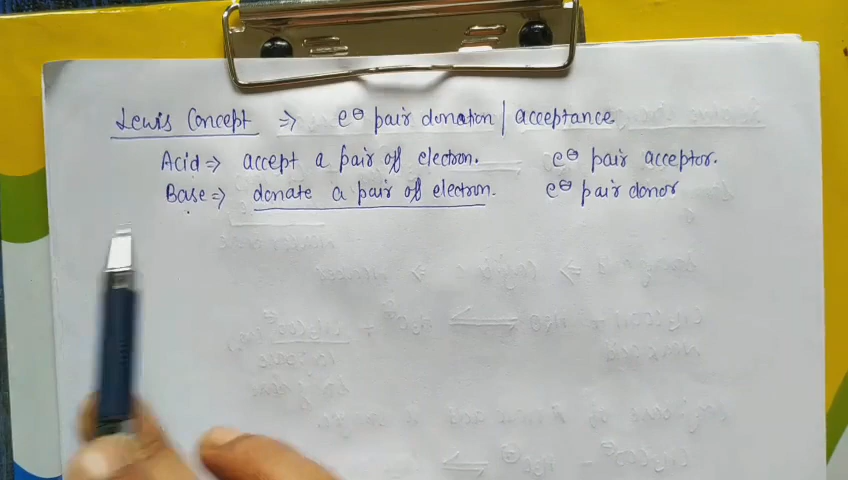 Lewis Concept ⇒ e⊖ pair donation | acceptance.
Acid ⇒ accept a pair of electron. e⊖ pair acceptor.
Base ⇒ donate a pair of electron. e⊖ pair donor